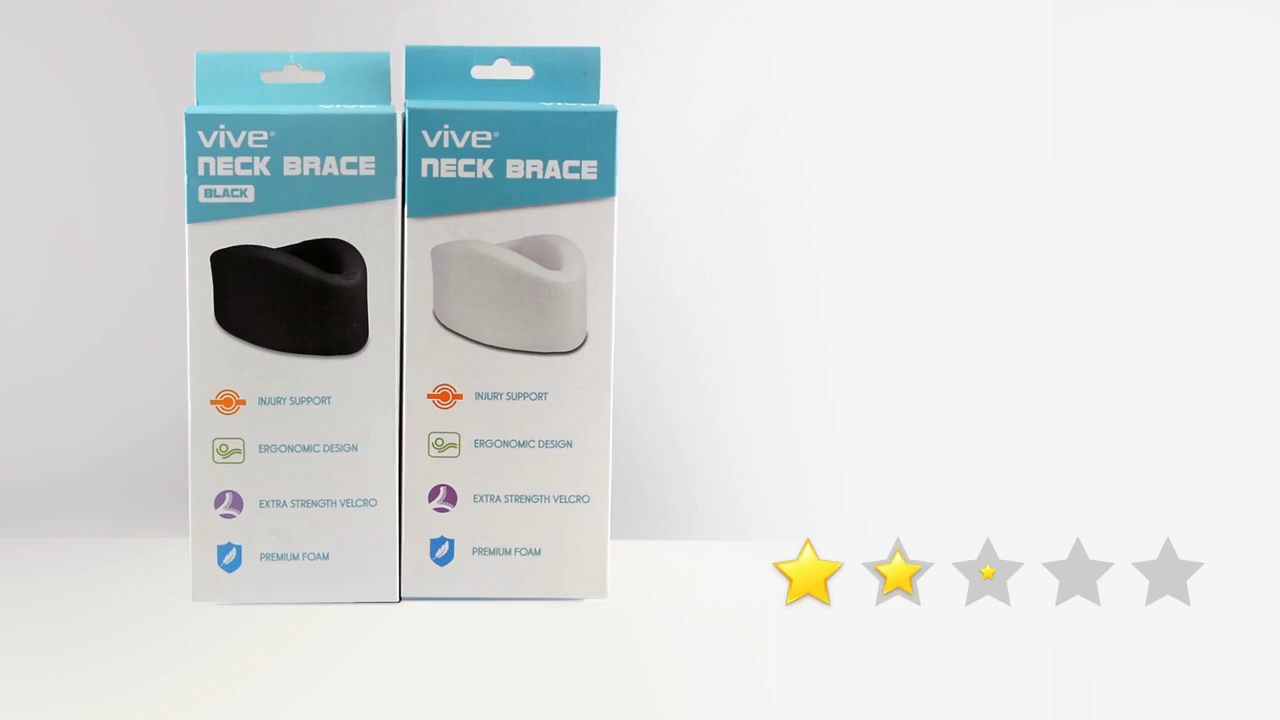 vive®
NECK BRACE
BLACK
INJURY SUPPORT
ERGONOMIC DESIGN
EXTRA STRENGTH VELCRO
PREMIUM FOAM
vive®
NECK BRACE
INJURY SUPPORT
ERGONOMIC DESIGN
EXTRA STRENGTH VELCRO
PREMIUM FOAM